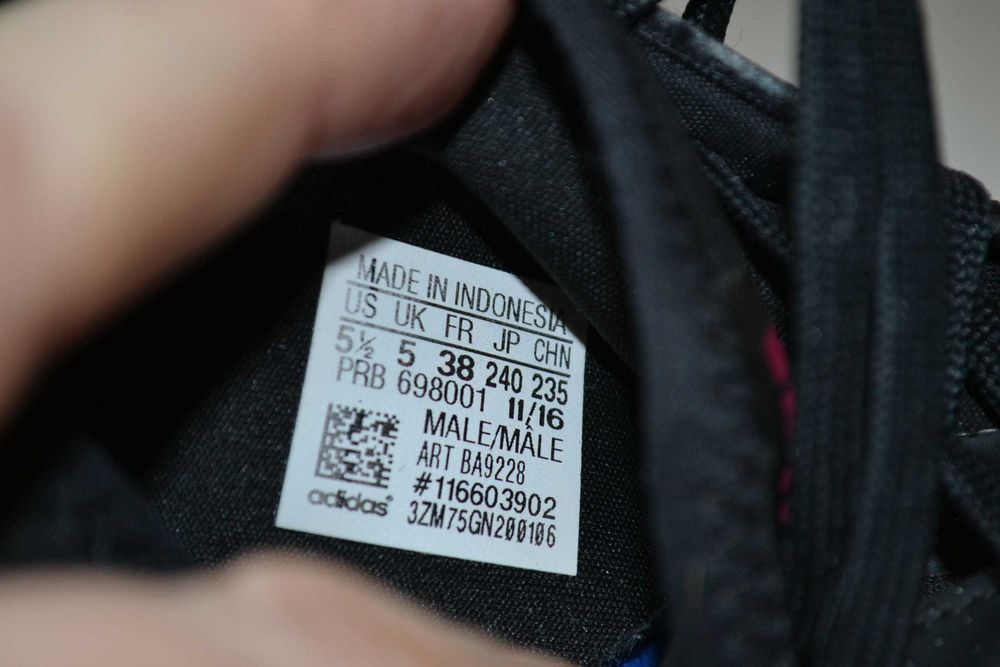 MADE IN INDONESIA
US UK FR JP CHN
5½ 5 38 240 235
PRB 698001 11/16
MALE/MÂLE
ART BA9228
#116603902
adidas 3ZM75GN200106